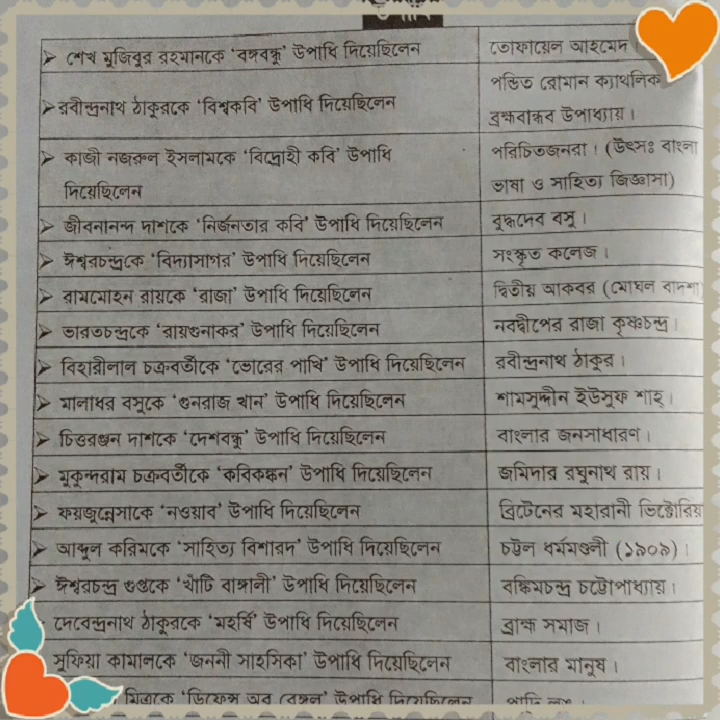 উপাধি
➤ শেখ মুজিবুর রহমানকে ‘বঙ্গবন্ধু’ উপাধি দিয়েছিলেন তোফায়েল আহমেদ।
➤ রবীন্দ্রনাথ ঠাকুরকে ‘বিশ্বকবি’ উপাধি দিয়েছিলেন পন্ডিত রোমান ক্যাথলিক
ব্রহ্মবান্ধব উপাধ্যায়।
➤ কাজী নজরুল ইসলামকে ‘বিদ্রোহী কবি’ উপাধি
দিয়েছিলেন
পরিচিতজনরা। (উৎসঃ বাংলা
ভাষা ও সাহিত্য জিজ্ঞাসা)
➤ জীবনানন্দ দাশকে ‘নির্জনতার কবি’ উপাধি দিয়েছিলেন বুদ্ধদেব বসু।
➤ ঈশ্বরচন্দ্রকে ‘বিদ্যাসাগর’ উপাধি দিয়েছিলেন সংস্কৃত কলেজ।
➤ রামমোহন রায়কে ‘রাজা’ উপাধি দিয়েছিলেন দ্বিতীয় আকবর (মোঘল বাদশা)
➤ ভারতচন্দ্রকে ‘রায়গুনাকর’ উপাধি দিয়েছিলেন নবদ্বীপের রাজা কৃষ্ণচন্দ্র।
➤ বিহারীলাল চক্রবর্তীকে ‘ভোরের পাখি’ উপাধি দিয়েছিলেন রবীন্দ্রনাথ ঠাকুর।
➤ মালাধর বসুকে ‘গুনরাজ খান’ উপাধি দিয়েছিলেন শামসুদ্দীন ইউসুফ শাহ্।
➤ চিত্তরঞ্জন দাশকে ‘দেশবন্ধু’ উপাধি দিয়েছিলেন বাংলার জনসাধারণ।
➤ মুকুন্দরাম চক্রবর্তীকে ‘কবিকঙ্কন’ উপাধি দিয়েছিলেন জমিদার রঘুনাথ রায়।
➤ ফয়জুন্নেসাকে ‘নওয়াব’ উপাধি দিয়েছিলেন ব্রিটেনের মহারানী ভিক্টোরিয়
➤ আব্দুল করিমকে ‘সাহিত্য বিশারদ’ উপাধি দিয়েছিলেন চট্টল ধর্মমণ্ডলী (১৯০৯)।
➤ ঈশ্বরচন্দ্র গুপ্তকে ‘খাঁটি বাঙ্গালী’ উপাধি দিয়েছিলেন বঙ্কিমচন্দ্র চট্টোপাধ্যায়।
দেবেন্দ্রনাথ ঠাকুরকে ‘মহর্ষি’ উপাধি দিয়েছিলেন ব্রাহ্ম সমাজ।
সুফিয়া কামালকে ‘জননী সাহসিকা’ উপাধি দিয়েছিলেন বাংলার মানুষ।
মিত্রকে ‘ডিফেন্স অব বেঙ্গল’ উপাধি দিয়েছিলেন